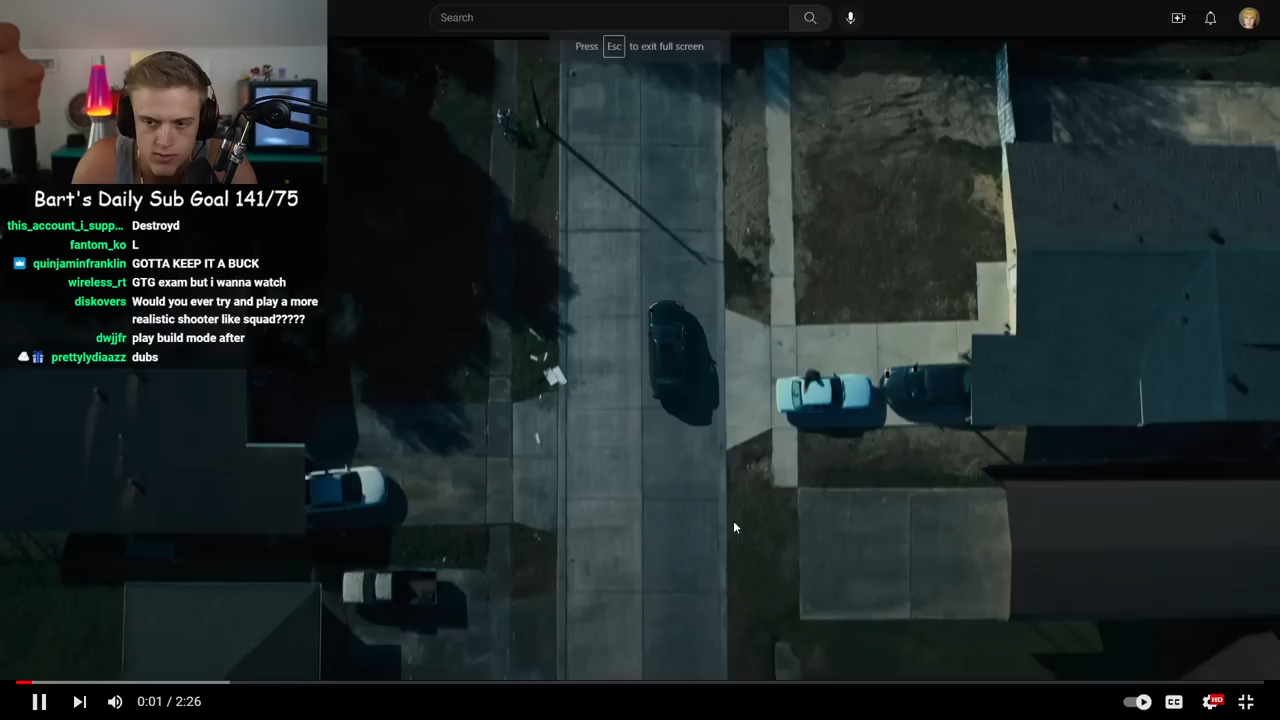 Search
Press Esc to exit full screen
Bart's Daily Sub Goal 141/75
this_account_i_supp... Destroyd
fantom_ko L
quinjaminfranklin GOTTA KEEP IT A BUCK
wireless_rt GTG exam but i wanna watch
diskovers Would you ever try and play a more
realistic shooter like squad?????
dwjjfr play build mode after
prettylydiaazz dubs
0:01 / 2:26
CC
HD